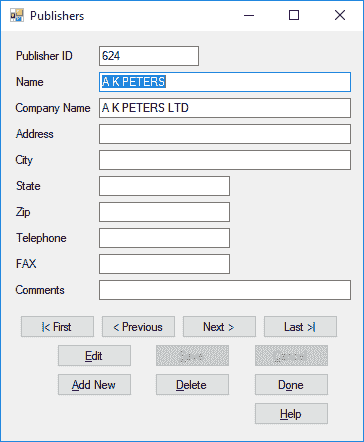 Publishers
Publisher ID 624
Name A K PETERS
Company Name A K PETERS LTD
Address
City
State
Zip
Telephone
FAX
Comments
|< First < Previous Next > Last >|
Edit Save Cancel
Add New Delete Done
Help